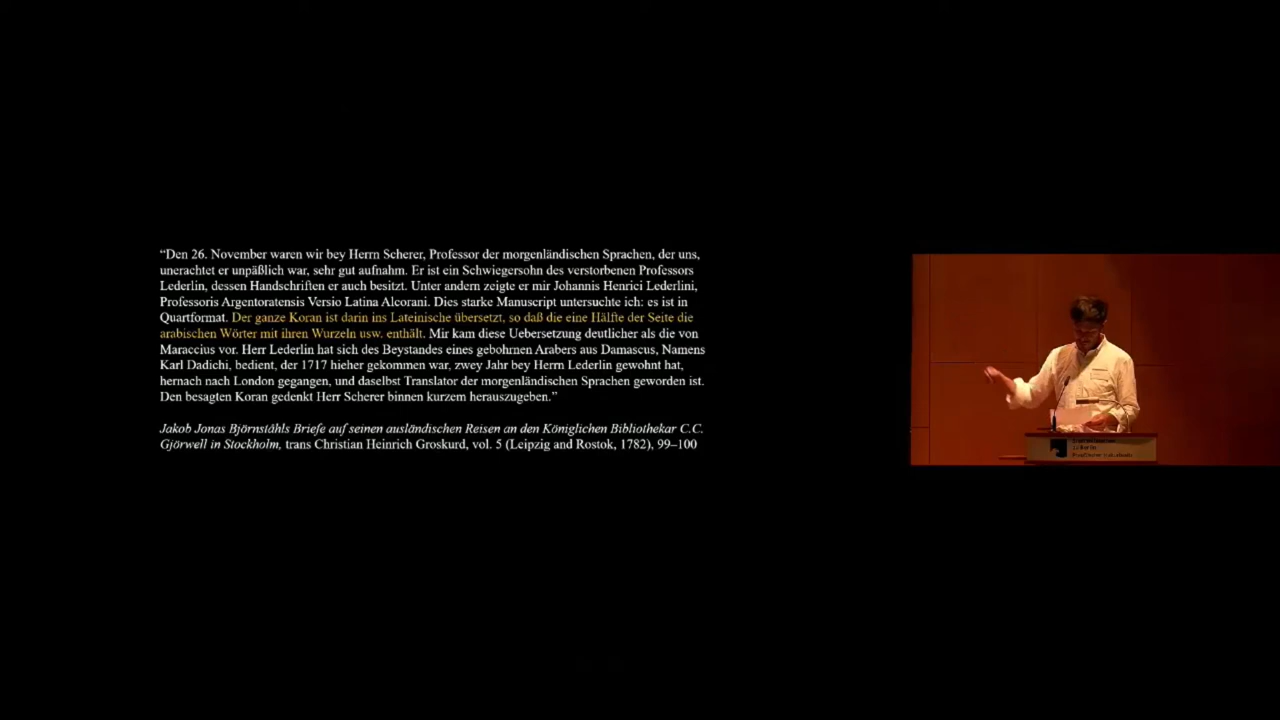 “Den 26. November waren wir bey Herrn Scherer, Professor der morgenländischen Sprachen, der uns,
unerachtet er unpäßlich war, sehr gut aufnahm. Er ist ein Schwiegersohn des verstorbenen Professors
Lederlin, dessen Handschriften er auch besitzt. Unter andern zeigte er mir Johannis Henrici Lederlini,
Professoris Argentoratensis Versio Latina Alcorani. Dies starke Manuscript untersuchte ich: es ist in
Quartformat. Der ganze Koran ist darin ins Lateinische übersetzt, so daß die eine Hälfte der Seite die
arabischen Wörter mit ihren Wurzeln usw. enthält. Mir kam diese Uebersetzung deutlicher als die von
Maraccius vor. Herr Lederlin hat sich des Beystandes eines gebohrnen Arabers aus Damascus, Namens
Karl Dadichi, bedient, der 1717 hieher gekommen war, zwey Jahr bey Herrn Lederlin gewohnt hat,
hernach nach London gegangen, und daselbst Translator der morgenländischen Sprachen geworden ist.
Den besagten Koran gedenkt Herr Scherer binnen kurzem herauszugeben.”
Jakob Jonas Björnståhls Briefe auf seinen ausländischen Reisen an den Königlichen Bibliothekar C.C.
Gjörwell in Stockholm, trans Christian Heinrich Groskurd, vol. 5 (Leipzig and Rostok, 1782), 99–100